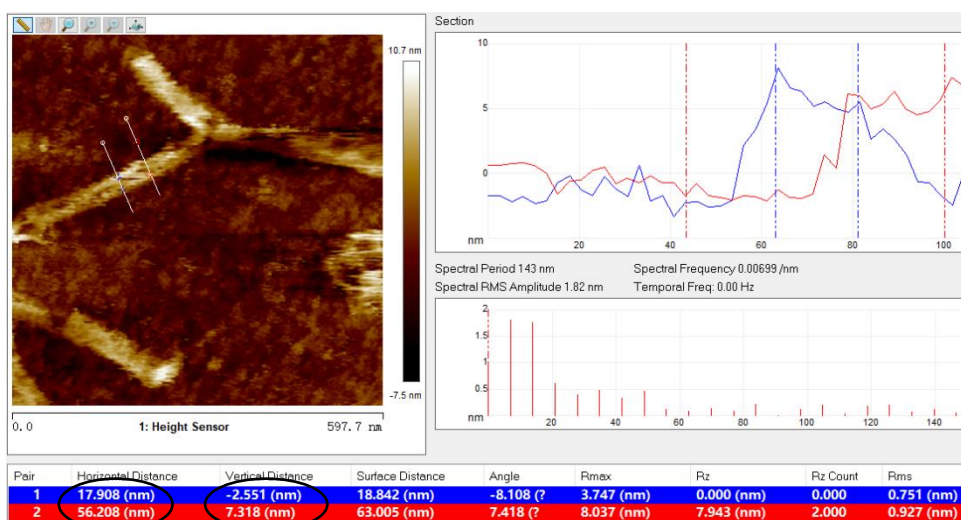 Section
10.7 nm
-7.5 nm
0.0 1: Height Sensor 597.7 nm
10
5
0
nm 20 40 60 80 100
Spectral Period 143 nm Spectral Frequency 0.00699 /nm
Spectral RMS Amplitude 1.82 nm Temporal Freq: 0.00 Hz
2
1.5
1
0.5
nm 20 40 60 80 100 120 140
Pair Horizontal Distance Vertical Distance Surface Distance Angle Rmax Rz Rz Count Rms
1 17.908 (nm) -2.551 (nm) 18.842 (nm) -8.108 (? 3.747 (nm) 0.000 (nm) 0.000 0.751 (nm)
2 56.208 (nm) 7.318 (nm) 63.005 (nm) 7.418 (? 8.037 (nm) 7.943 (nm) 2.000 0.927 (nm)